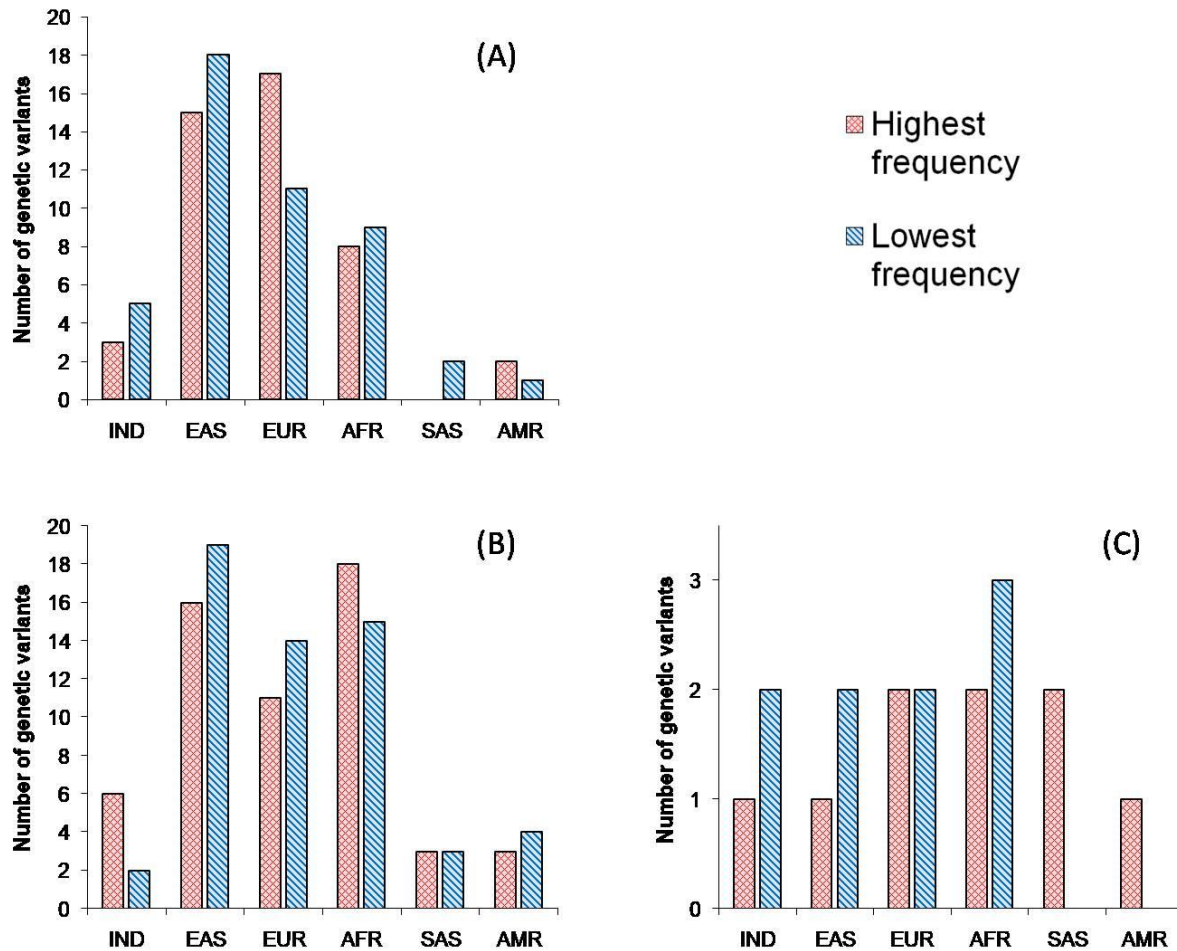 (A)
Number of genetic variants
20
18
16
14
12
10
8
6
4
2
0
IND EAS EUR AFR SAS AMR
Highest
frequency
Lowest
frequency
(B)
Number of genetic variants
20
18
16
14
12
10
8
6
4
2
0
IND EAS EUR AFR SAS AMR
(C)
Number of genetic variants
3
2
1
0
IND EAS EUR AFR SAS AMR